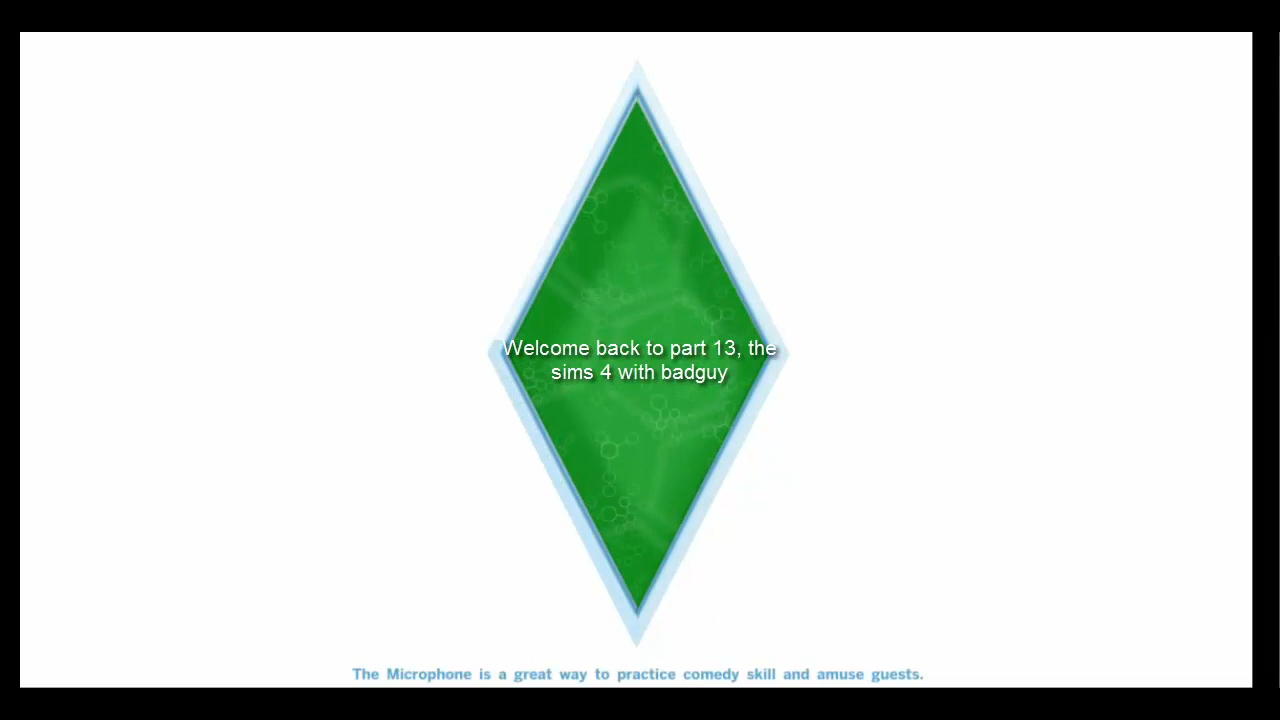 Welcome back to part 13, the
sims 4 with badguy
The Microphone is a great way to practice comedy skill and amuse guests.